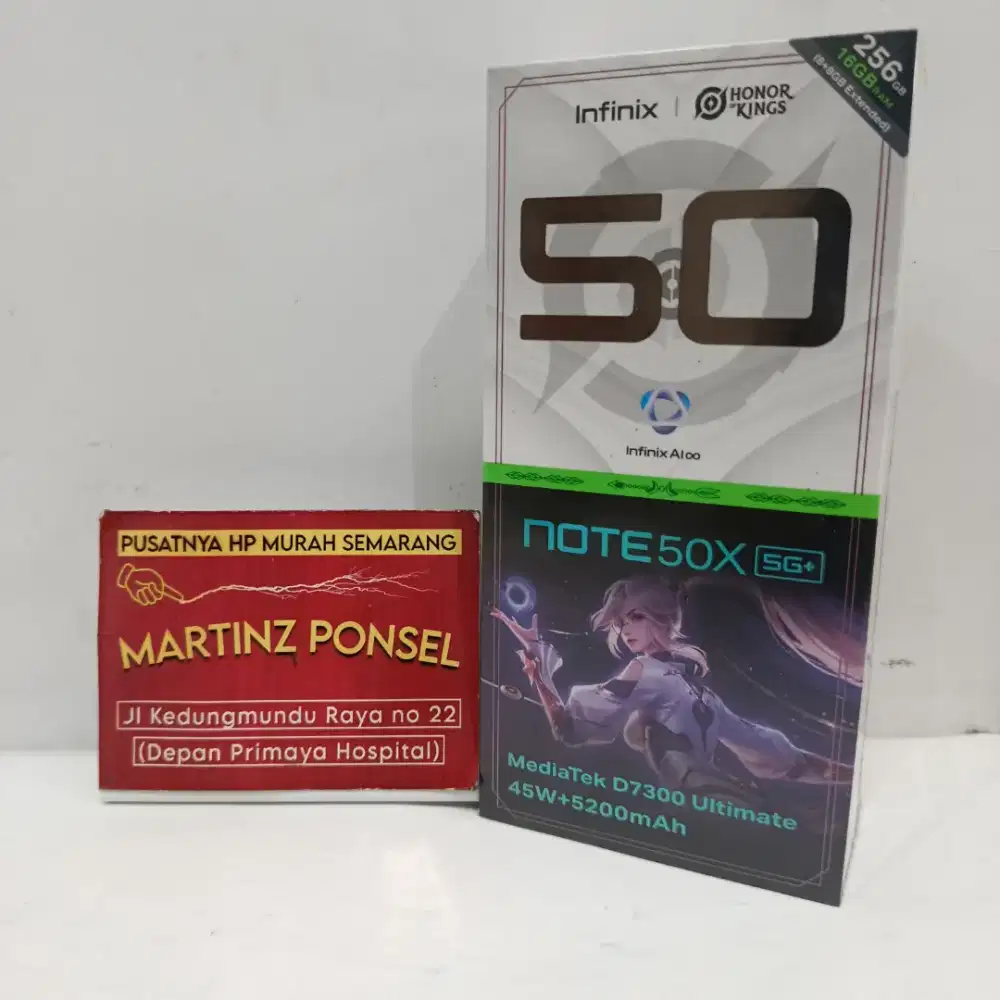 PUSATNYA HP MURAH SEMARANG
MARTINZ PONSEL
Jl Kedungmundu Raya no 22
(Depan Primaya Hospital)
256GB
16GB RAM
(8+8GB Extended)
Infinix | HONOR OF KINGS
50
Infinix AI∞
NOTE 50X 5G+
MediaTek D7300 Ultimate
45W+5200mAh